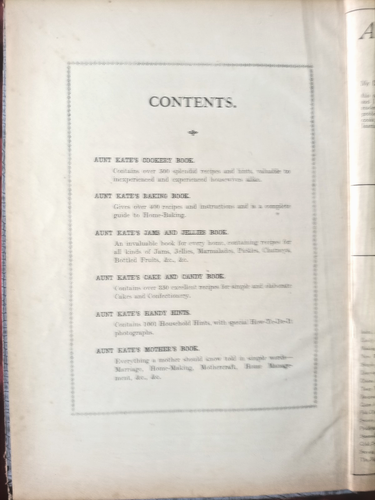 CONTENTS.
AUNT KATE'S COOKERY BOOK.
Contains over 300 splendid recipes and hints, valuable to
inexperienced and experienced housewives alike.
AUNT KATE'S BAKING BOOK.
Gives over 400 recipes and instructions and is a complete
guide to Home-Baking.
AUNT KATE'S JAMS AND JELLIES BOOK.
An invaluable book for every home, containing recipes for
all kinds of Jams, Jellies, Marmalades, Pickles, Chutneys,
Bottled Fruits, &c., &c.
AUNT KATE'S CAKE AND CANDY BOOK.
Contains over 330 excellent recipes for simple and elaborate
Cakes and Confectionery.
AUNT KATE'S HANDY HINTS.
Contains 1001 Household Hints, with special How-To-Do-It
photographs.
AUNT KATE'S MOTHER'S BOOK.
Everything a mother should know told in simple words—
Marriage, Home-Making, Mothercraft, Home Manage-
ment, &c., &c.
A